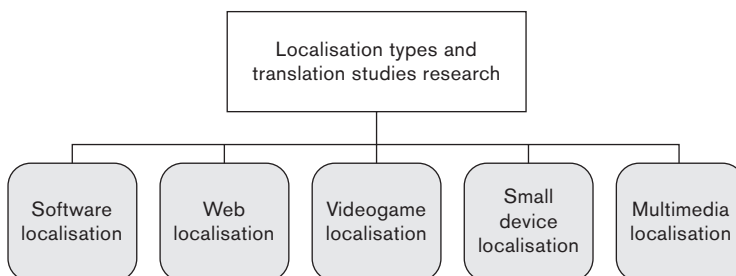 Localisation types and
translation studies research
Software
localisation
Web
localisation
Videogame
localisation
Small
device
localisation
Multimedia
localisation